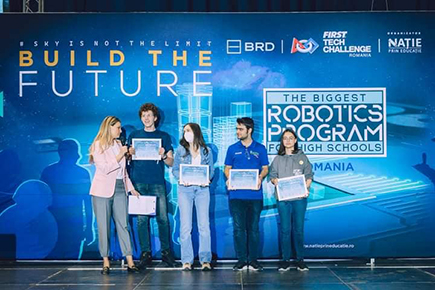 # SKY IS NOT THE LIMIT
BUILD THE
FUTURE
BRD
FIRST
TECH
CHALLENGE
ROMANIA
ORGANIZATOR
NAȚIE
PRIN EDUCAȚIE
THE BIGGEST
ROBOTICS
PROGRAM
FOR HIGH SCHOOLS
ROMANIA
www.natieprineducatie.ro